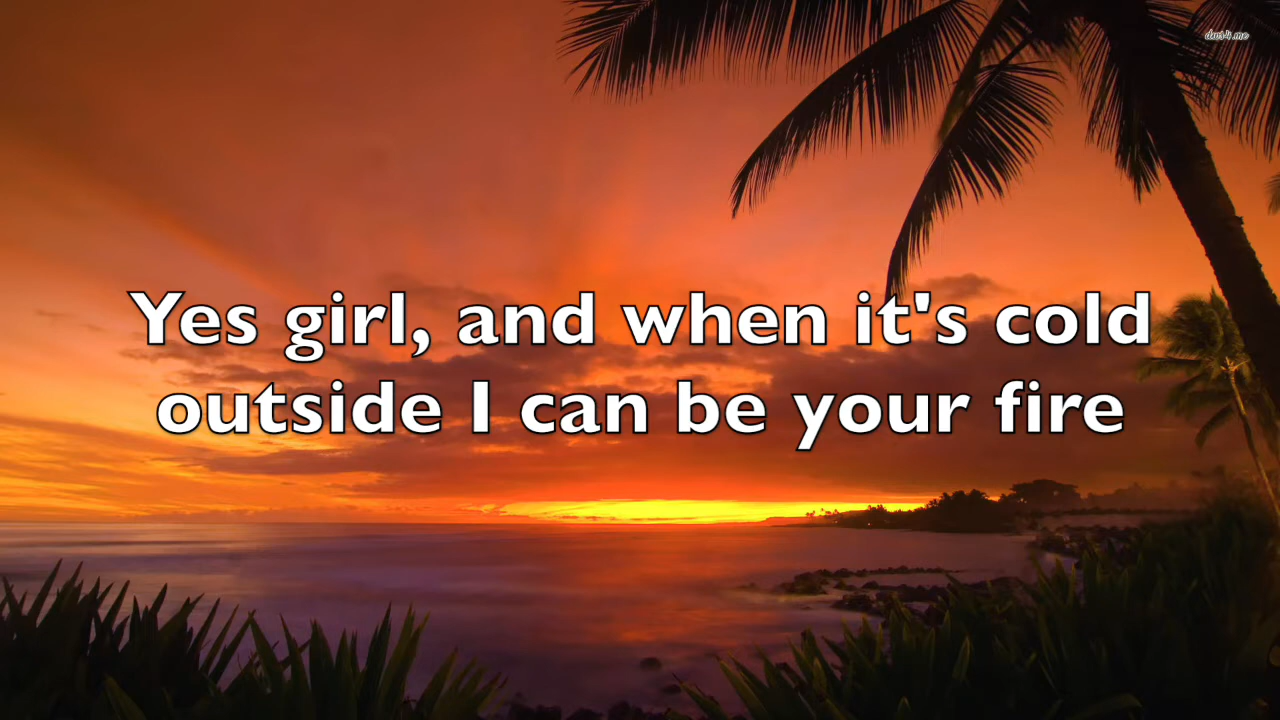 Yes girl, and when it's cold
outside I can be your fire